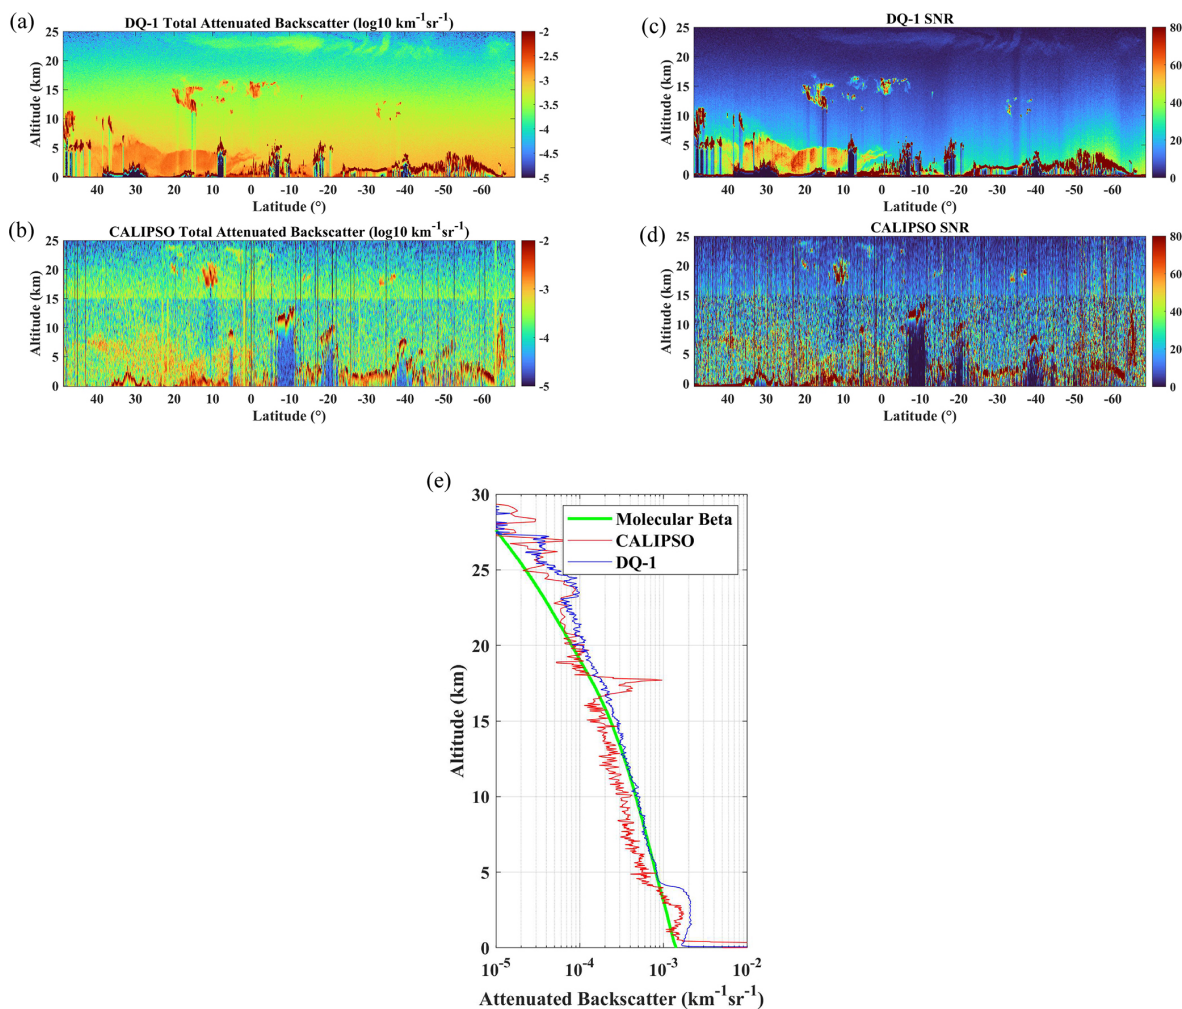 (a)
DQ-1 Total Attenuated Backscatter (log10 km⁻¹sr⁻¹)
25
20
15
10
5
0
Altitude (km)
40 30 20 10 0 -10 -20 -30 -40 -50 -60
Latitude (°)
-2
-2.5
-3
-3.5
-4
-4.5
-5
(c)
DQ-1 SNR
25
20
15
10
5
0
Altitude (km)
40 30 20 10 0 -10 -20 -30 -40 -50 -60
Latitude (°)
80
60
40
20
0
(b)
CALIPSO Total Attenuated Backscatter (log10 km⁻¹sr⁻¹)
25
20
15
10
5
0
Altitude (km)
40 30 20 10 0 -10 -20 -30 -40 -50 -60
Latitude (°)
-2
-3
-4
-5
(d)
CALIPSO SNR
25
20
15
10
5
0
Altitude (km)
40 30 20 10 0 -10 -20 -30 -40 -50 -60
Latitude (°)
80
60
40
20
0
(e)
30
25
20
15
10
5
0
Altitude (km)
Molecular Beta
CALIPSO
DQ-1
10⁻⁵ 10⁻⁴ 10⁻³ 10⁻²
Attenuated Backscatter (km⁻¹sr⁻¹)